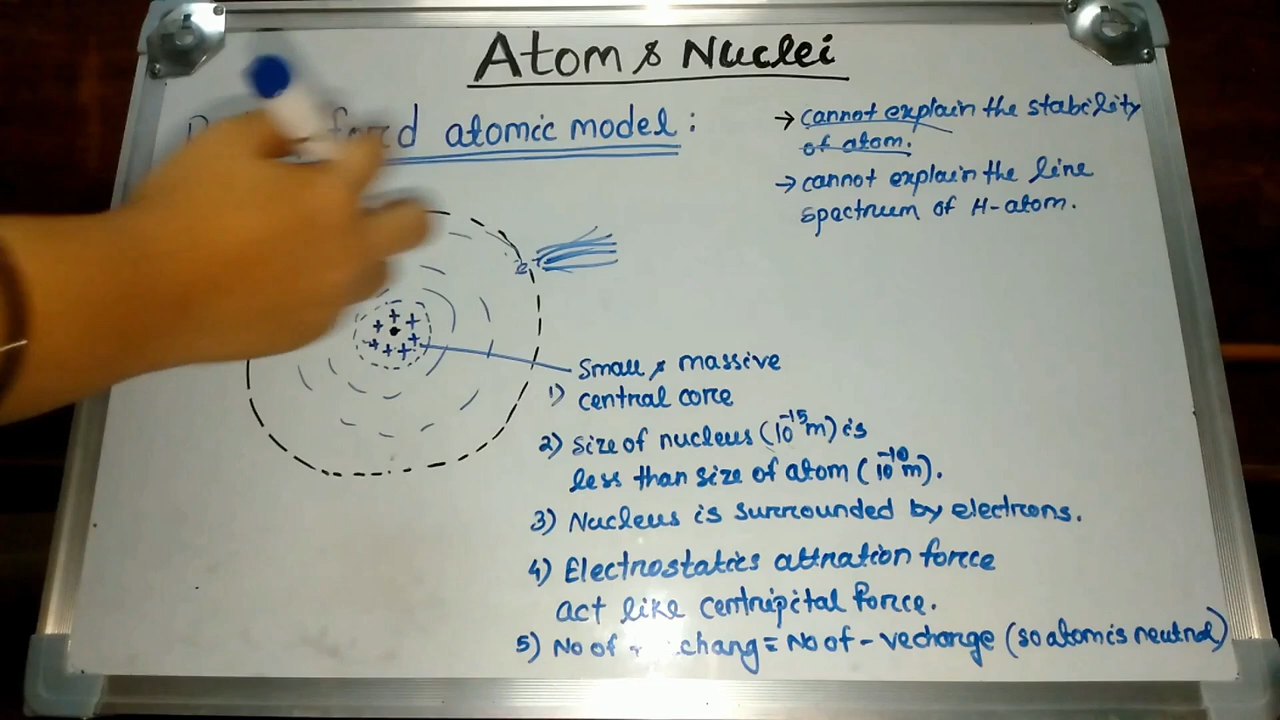 Atom & Nuclei
atomic model:
→ cannot explain the stability
of atom.
→ cannot explain the line
spectrum of H-atom.
e-
+ + + + + + +
Small & massive
1) central core
2) Size of nucleus (10⁻¹⁵m) is
less than size of atom (10⁻¹⁰m).
3) Nucleus is surrounded by electrons.
4) Electrostatics attration force
act like centripital force.
5) No of chang = No of - ve charge (so atom is neutral)